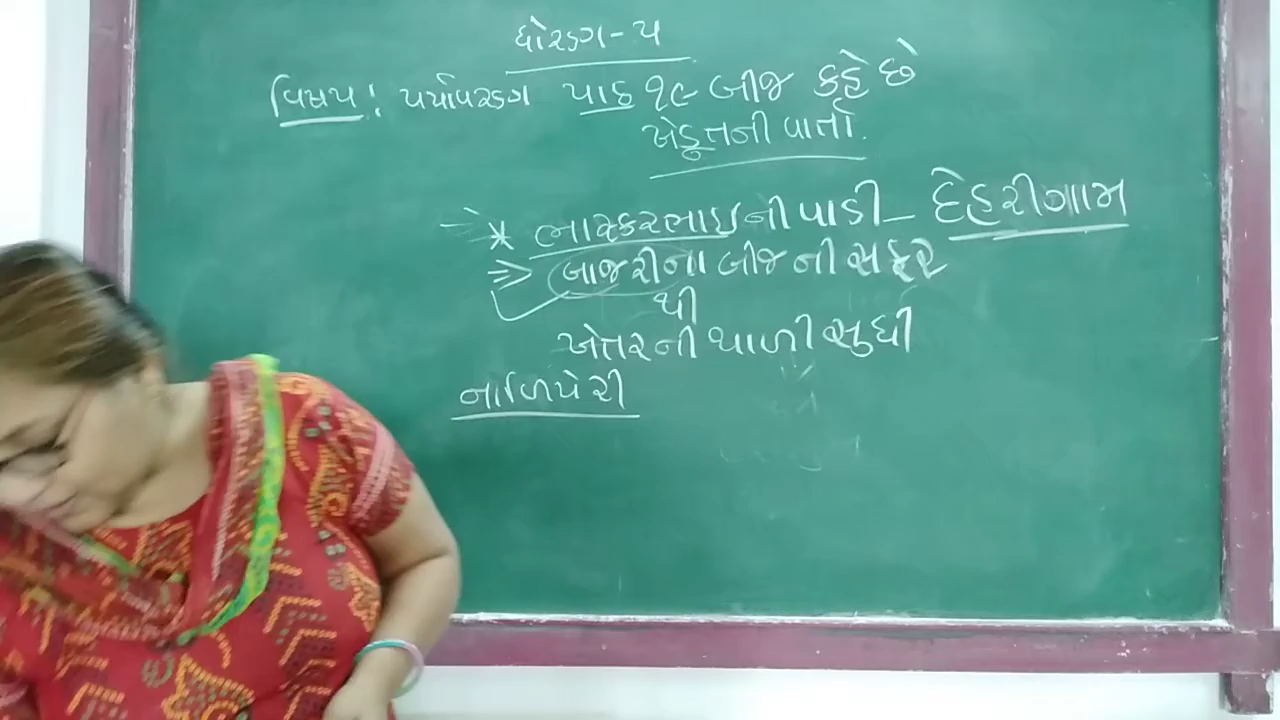 ધોરણ-૫
વિષય: પર્યાવરણ પાઠ ૧૯ બીજ કહે છે
ખેડૂતની વાર્તા.
* ભાસ્કરભાઇની વાડી - દેહરીગામ
બાજરીના બીજ ની સફર
થી
ખેતરની થાળી સુધી
નાળિયેરી